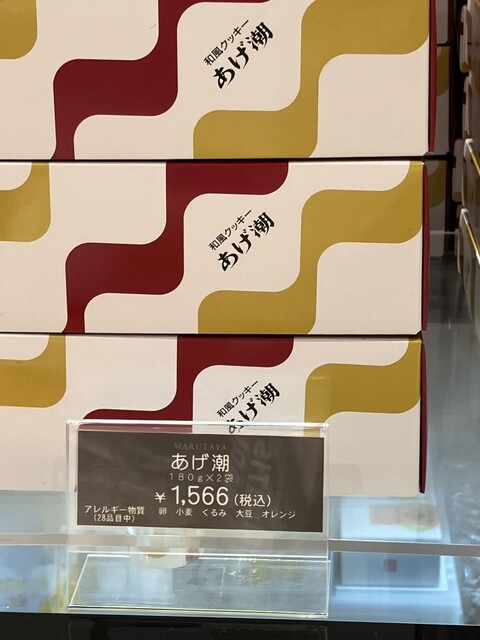 和風クッキー
あげ潮
和風クッキー
あげ潮
和風クッキー
あげ潮
MARUTAYA
あげ潮
180g×2袋
¥1,566(税込)
アレルギー物質 卵 小麦 くるみ 大豆 オレンジ
(28品目中)